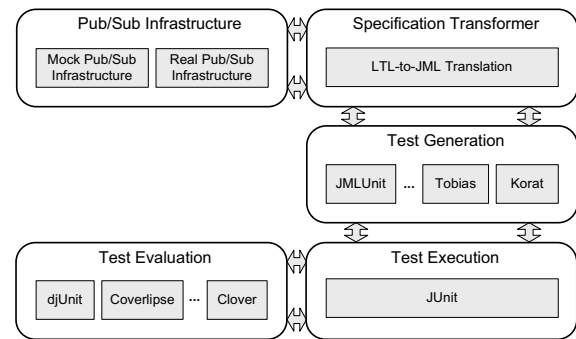 Pub/Sub Infrastructure
Mock Pub/Sub
Infrastructure
Real Pub/Sub
Infrastructure
Specification Transformer
LTL-to-JML Translation
Test Generation
JMLUnit
...
Tobias
Korat
Test Evaluation
djUnit
Coverlipse
...
Clover
Test Execution
JUnit